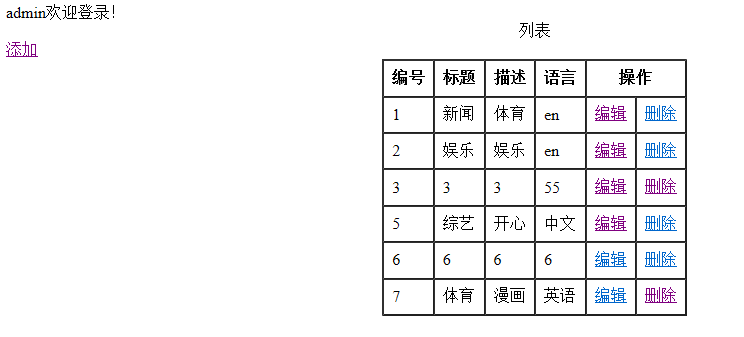 admin欢迎登录!
添加
列表
编号 标题 描述 语言 操作
1 新闻 体育 en 编辑 删除
2 娱乐 娱乐 en 编辑 删除
3 3 3 55 编辑 删除
5 综艺 开心 中文 编辑 删除
6 6 6 6 编辑 删除
7 体育 漫画 英语 编辑 删除